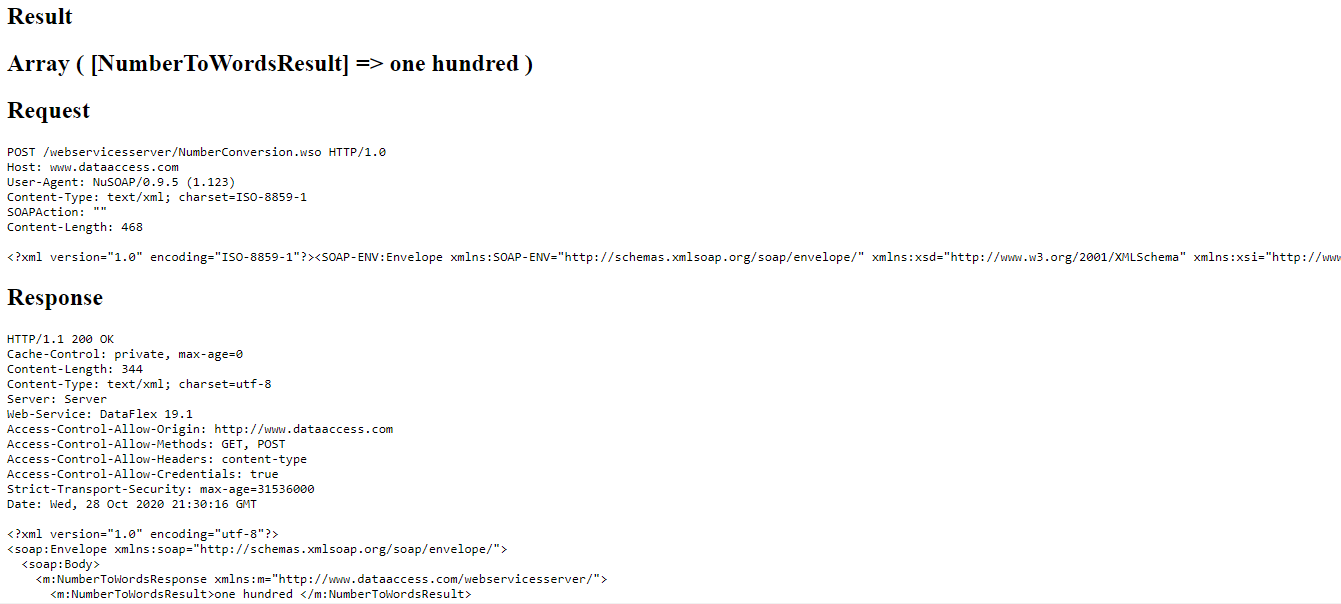 Result
Array ( [NumberToWordsResult] => one hundred )
Request
POST /webservicesserver/NumberConversion.wso HTTP/1.0
Host: www.dataaccess.com
User-Agent: NuSOAP/0.9.5 (1.123)
Content-Type: text/xml; charset=ISO-8859-1
SOAPAction: ""
Content-Length: 468
<?xml version="1.0" encoding="ISO-8859-1"?><SOAP-ENV:Envelope xmlns:SOAP-ENV="http://schemas.xmlsoap.org/soap/envelope/" xmlns:xsd="http://www.w3.org/2001/XMLSchema" xmlns:xsi="http://www
Response
HTTP/1.1 200 OK
Cache-Control: private, max-age=0
Content-Length: 344
Content-Type: text/xml; charset=utf-8
Server: Server
Web-Service: DataFlex 19.1
Access-Control-Allow-Origin: http://www.dataaccess.com
Access-Control-Allow-Methods: GET, POST
Access-Control-Allow-Headers: content-type
Access-Control-Allow-Credentials: true
Strict-Transport-Security: max-age=31536000
Date: Wed, 28 Oct 2020 21:30:16 GMT
<?xml version="1.0" encoding="utf-8"?>
<soap:Envelope xmlns:soap="http://schemas.xmlsoap.org/soap/envelope/">
<soap:Body>
<m:NumberToWordsResponse xmlns:m="http://www.dataaccess.com/webservicesserver/">
<m:NumberToWordsResult>one hundred </m:NumberToWordsResult>